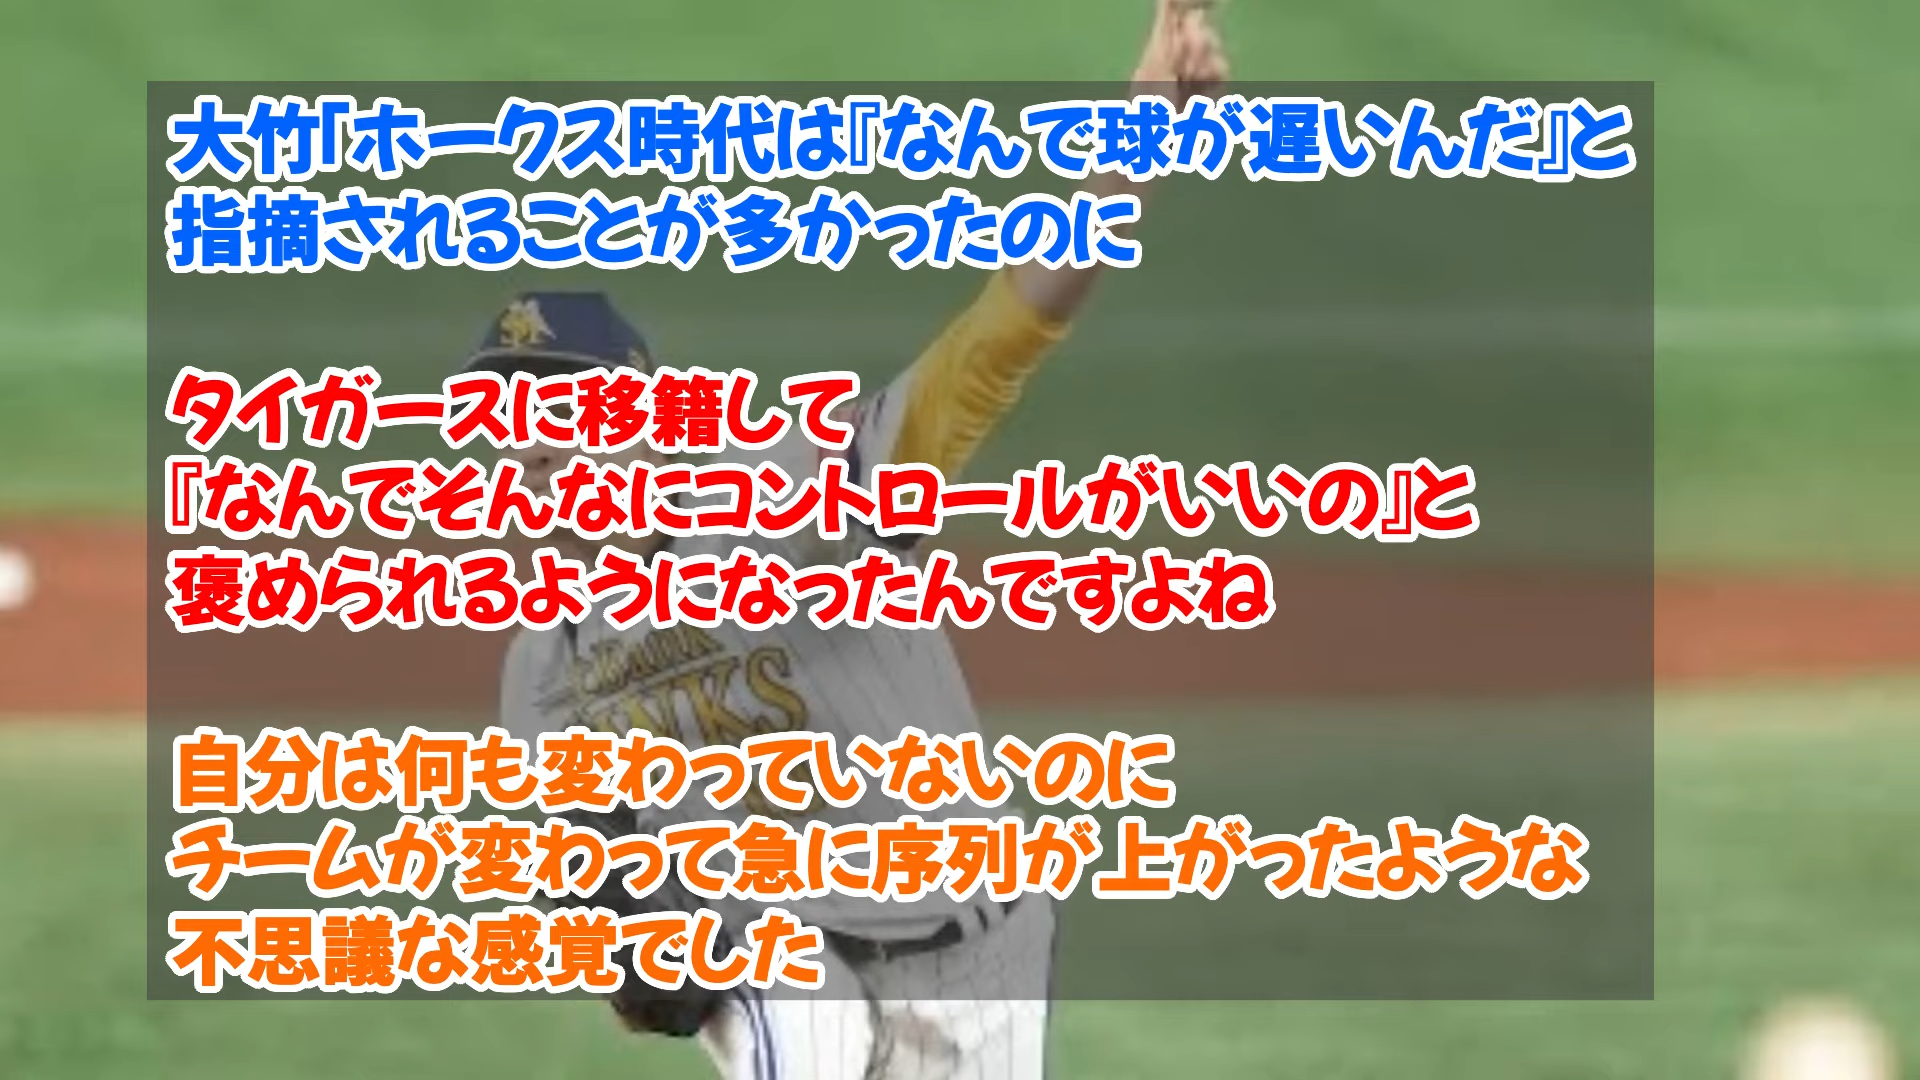 大竹「ホークス時代は『なんで球が遅いんだ』と
指摘されることが多かったのに
タイガースに移籍して
『なんでそんなにコントロールがいいの』と
褒められるようになったんですよね
自分は何も変わっていないのに
チームが変わって急に序列が上がったような
不思議な感覚でした